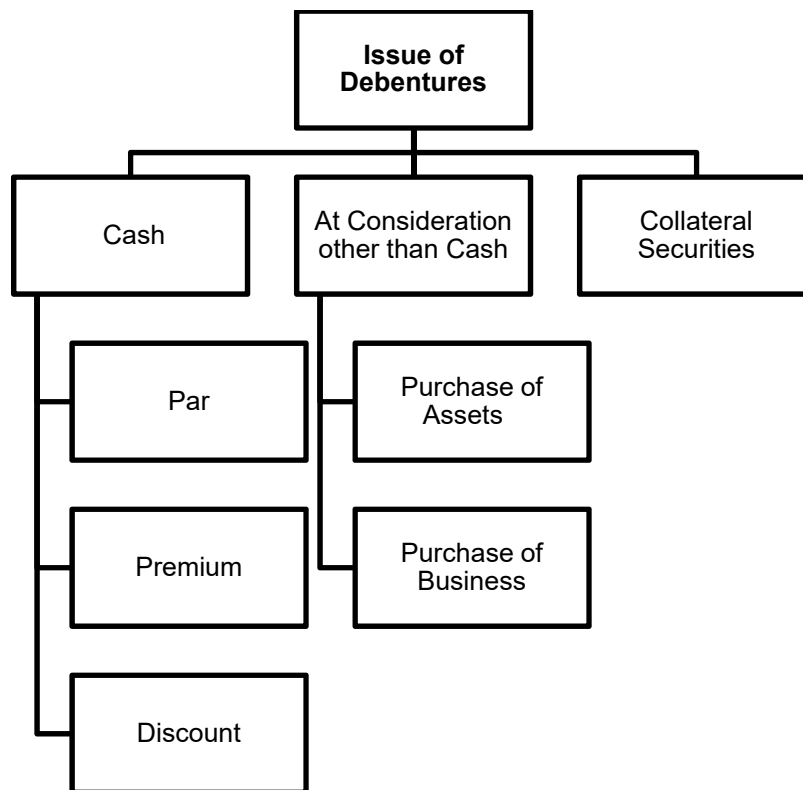 Issue of
Debentures
Cash
At Consideration
other than Cash
Collateral
Securities
Par
Purchase of
Assets
Premium
Purchase of
Business
Discount